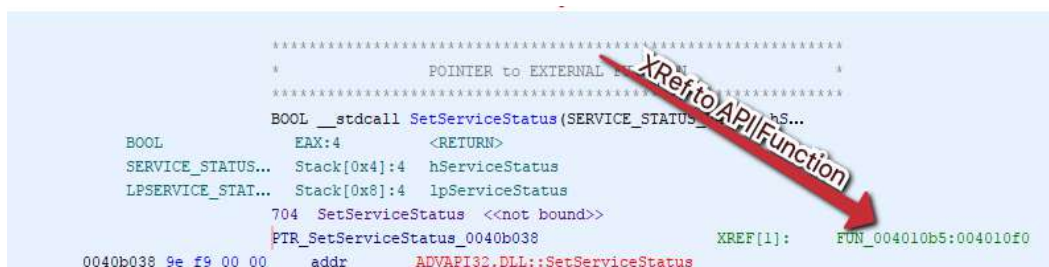 ************************************************************
* POINTER to EXTERNAL *
************************************************************
XRef to API Function
BOOL __stdcall SetServiceStatus(SERVICE_STATUS hS...
BOOL EAX:4 <RETURN>
SERVICE_STATUS... Stack[0x4]:4 hServiceStatus
LPSERVICE_STAT... Stack[0x8]:4 lpServiceStatus
704 SetServiceStatus <<not bound>>
PTR_SetServiceStatus_0040b038 XREF[1]: FUN_004010b5:004010f0
0040b038 9e f9 00 00 addr ADVAPI32.DLL::SetServiceStatus